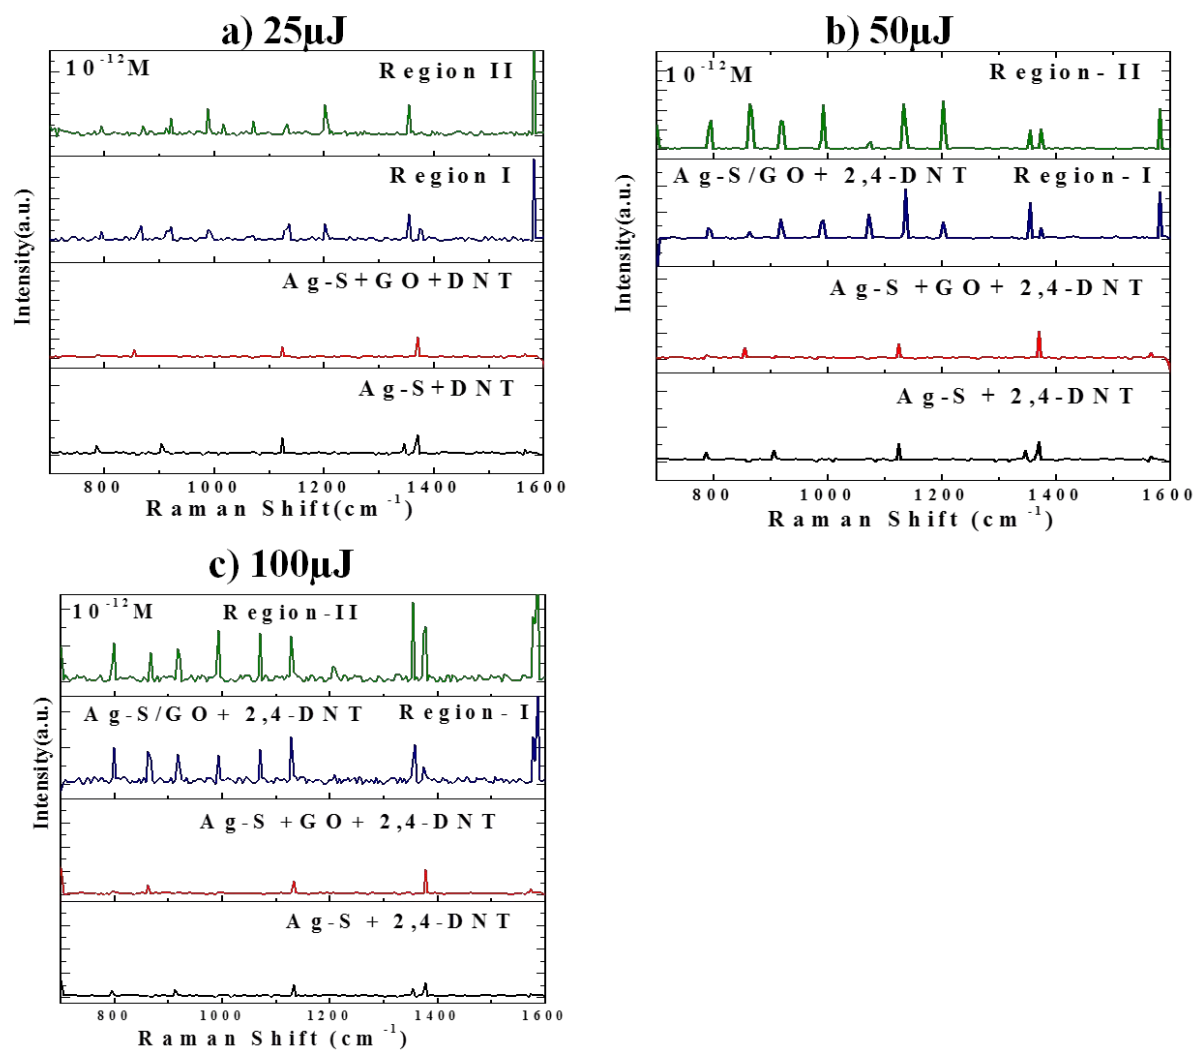 a) 25μJ
10⁻¹²M
Region II
Region I
Ag-S+GO+DNT
Ag-S+DNT
Intensity(a.u.)
800 1000 1200 1400 1600
Raman Shift(cm⁻¹)
b) 50μJ
10⁻¹²M
Region- II
Ag-S/GO+ 2,4-DNT Region- I
Ag-S +GO+ 2,4-DNT
Ag-S + 2,4-DNT
Intensity(a.u.)
800 1000 1200 1400 1600
Raman Shift (cm⁻¹)
c) 100μJ
10⁻¹²M
Region-II
Ag-S/GO+ 2,4-DNT Region- I
Ag-S +GO+ 2,4-DNT
Ag-S + 2,4-DNT
Intensity(a.u.)
800 1000 1200 1400 1600
Raman Shift (cm⁻¹)